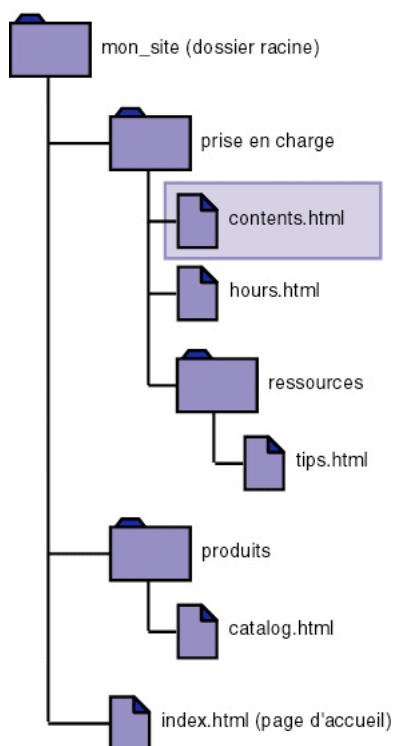 mon_site (dossier racine)
prise en charge
contents.html
hours.html
ressources
tips.html
produits
catalog.html
index.html (page d'accueil)